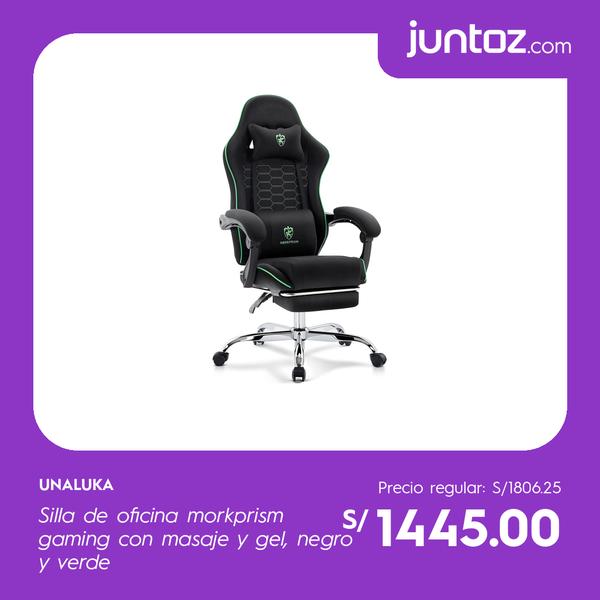 juntoz.com
MORKPRISM
UNALUKA
Precio regular: S/1806.25
Silla de oficina morkprism
gaming con masaje y gel, negro
y verde
S/1445.00